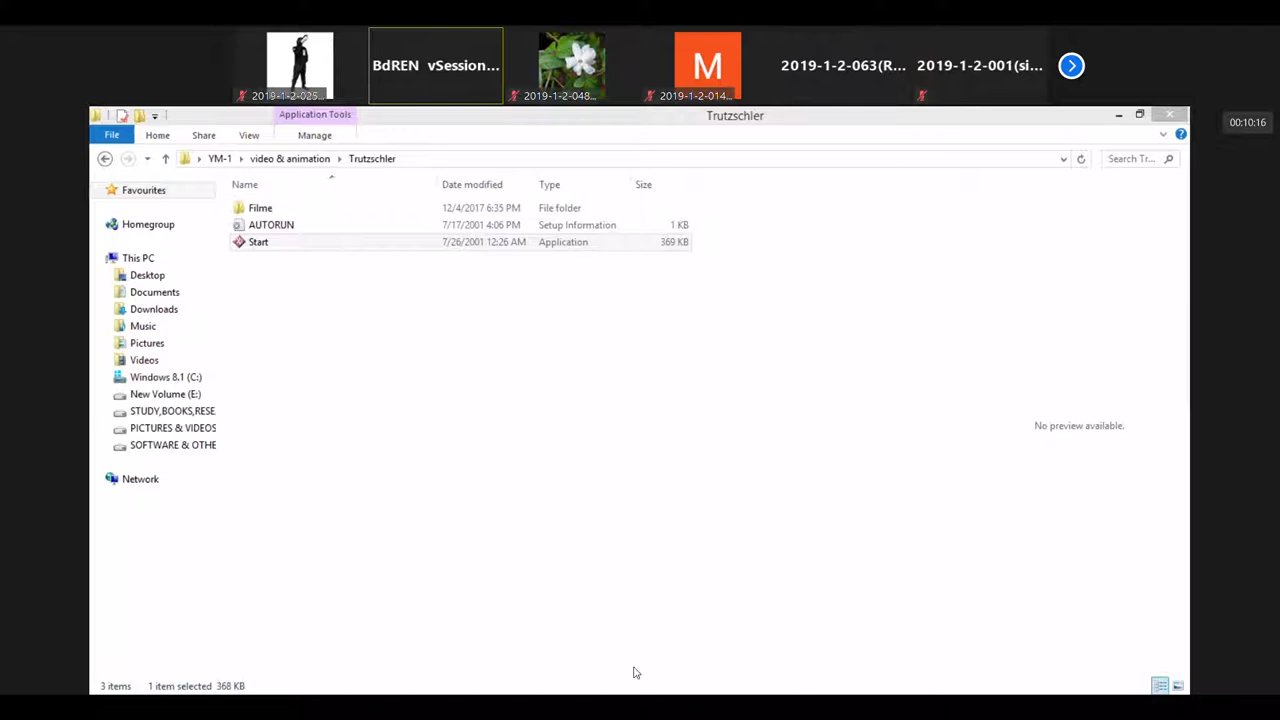 BdREN vSession...
M
2019-1-2-063(R...
2019-1-2-001(si...
2019-1-2-025...
2019-1-2-048...
2019-1-2-014...
00:10:16
Application Tools
Trutzschler
File
Home
Share
View
Manage
YM-1
video & animation
Trutzschler
Search Tr...
Favourites
Name
Date modified
Type
Size
Filme
12/4/2017 6:35 PM
File folder
AUTORUN
7/17/2001 4:06 PM
Setup Information
1 KB
Start
7/26/2001 12:26 AM
Application
369 KB
Homegroup
This PC
Desktop
Documents
Downloads
Music
Pictures
Videos
Windows 8.1 (C:)
New Volume (E:)
STUDY,BOOKS,RESE
PICTURES & VIDEOS
SOFTWARE & OTHE
Network
No preview available.
3 items
1 item selected 368 KB